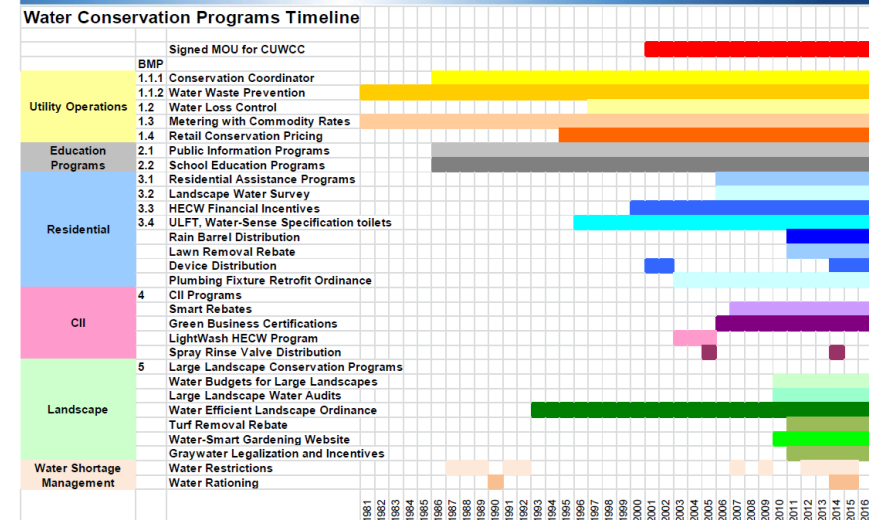 Water Conservation Programs Timeline
Signed MOU for CUWCC
BMP
Utility Operations
1.1.1 Conservation Coordinator
1.1.2 Water Waste Prevention
1.2 Water Loss Control
1.3 Metering with Commodity Rates
1.4 Retail Conservation Pricing
Education
Programs
2.1 Public Information Programs
2.2 School Education Programs
Residential
3.1 Residential Assistance Programs
3.2 Landscape Water Survey
3.3 HECW Financial Incentives
3.4 ULFT, Water-Sense Specification toilets
Rain Barrel Distribution
Lawn Removal Rebate
Device Distribution
Plumbing Fixture Retrofit Ordinance
CII
4 CII Programs
Smart Rebates
Green Business Certifications
LightWash HECW Program
Spray Rinse Valve Distribution
Landscape
5 Large Landscape Conservation Programs
Water Budgets for Large Landscapes
Large Landscape Water Audits
Water Efficient Landscape Ordinance
Turf Removal Rebate
Water-Smart Gardening Website
Graywater Legalization and Incentives
Water Shortage
Management
Water Restrictions
Water Rationing
1981
1982
1983
1984
1985
1986
1987
1988
1989
1990
1991
1992
1993
1994
1995
1996
1997
1998
1999
2000
2001
2002
2003
2004
2005
2006
2007
2008
2009
2010
2011
2012
2013
2014
2015
2016